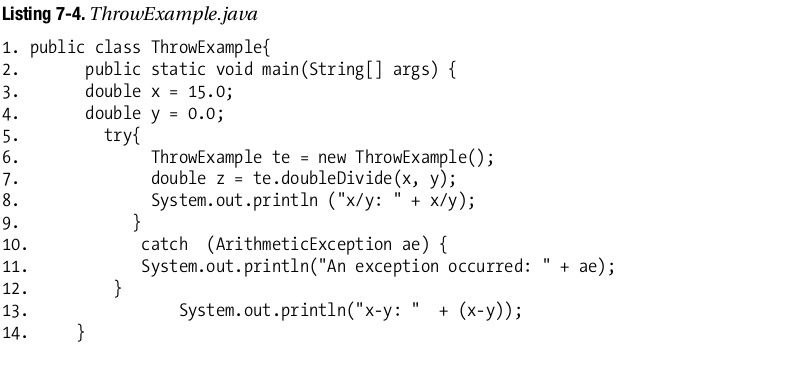 Listing 7-4. ThrowExample.java
1. public class ThrowExample{
2.      public static void main(String[] args) {
3.      double x = 15.0;
4.      double y = 0.0;
5.        try{
6.             ThrowExample te = new ThrowExample();
7.             double z = te.doubleDivide(x, y);
8.             System.out.println ("x/y: " + x/y);
9.           }
10.           catch  (ArithmeticException ae) {
11.           System.out.println("An exception occurred: " + ae);
12.        }
13.               System.out.println("x-y: "  + (x-y));
14.     }